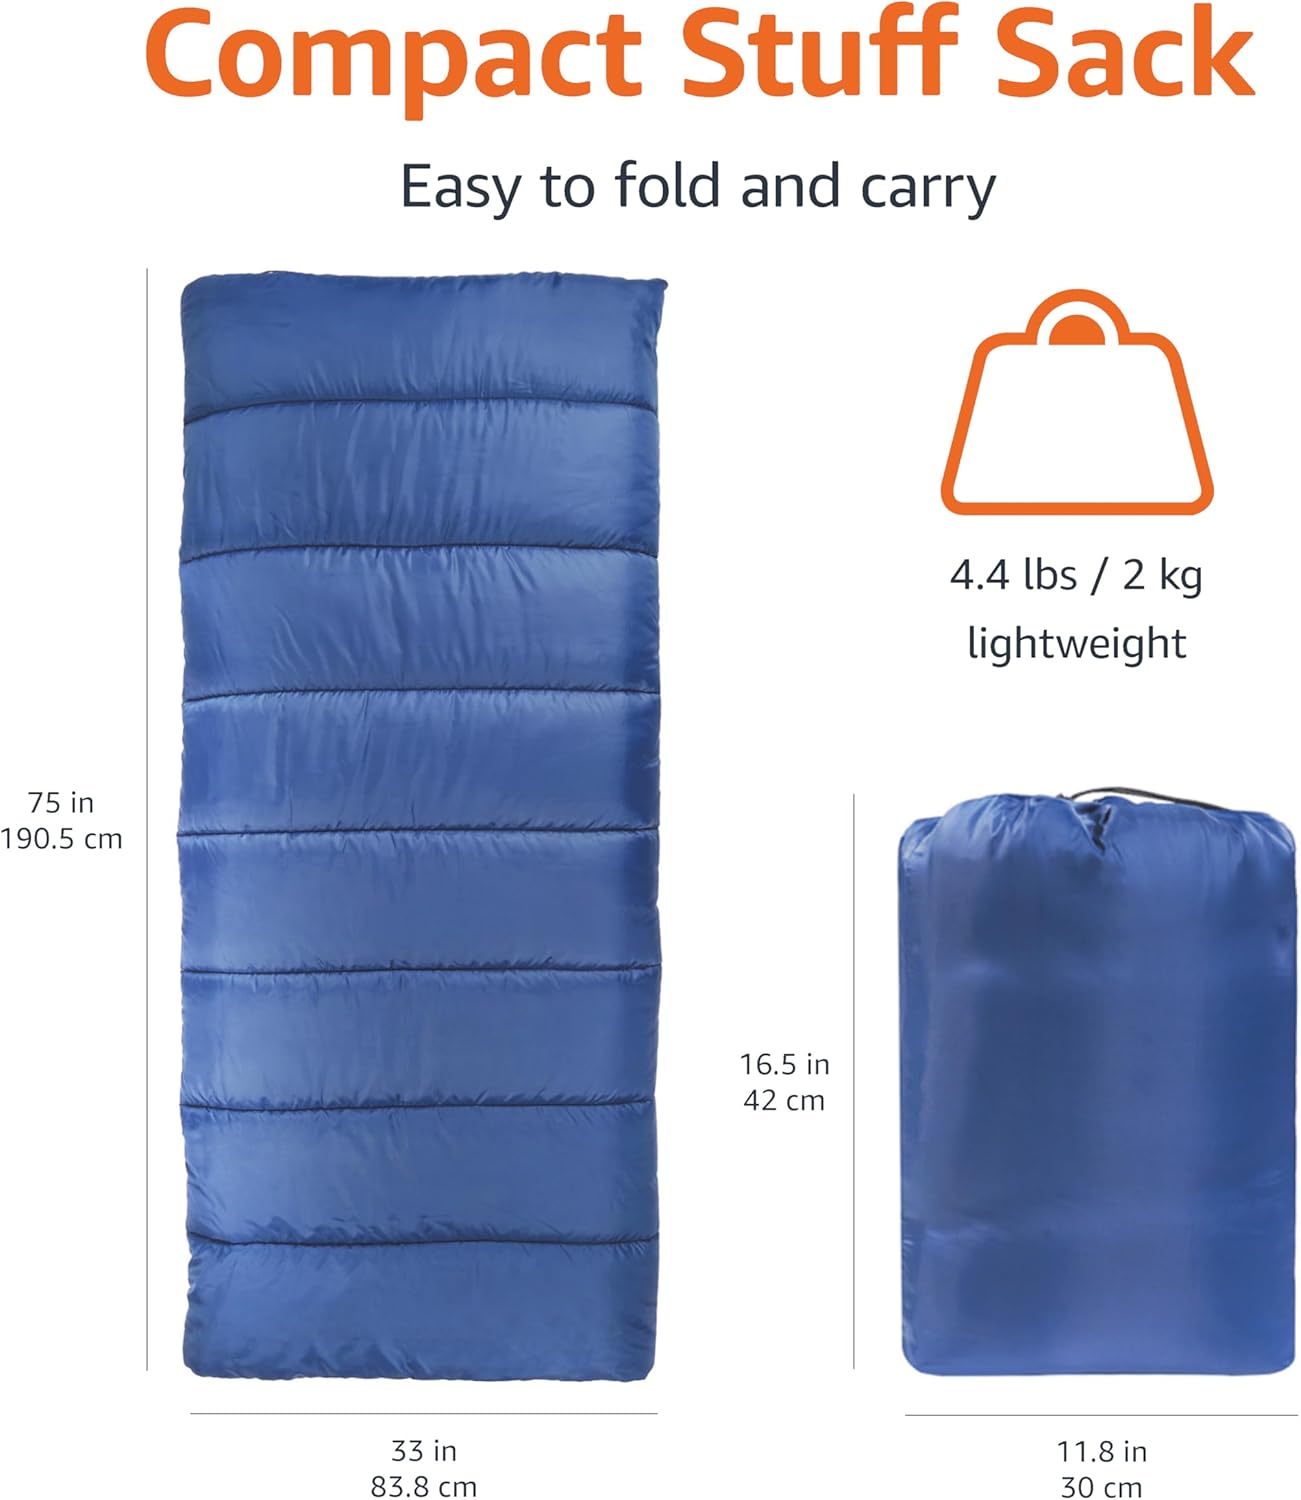 Compact Stuff Sack
Easy to fold and carry
4.4 lbs / 2 kg
lightweight
75 in
190.5 cm
16.5 in
42 cm
33 in
83.8 cm
11.8 in
30 cm